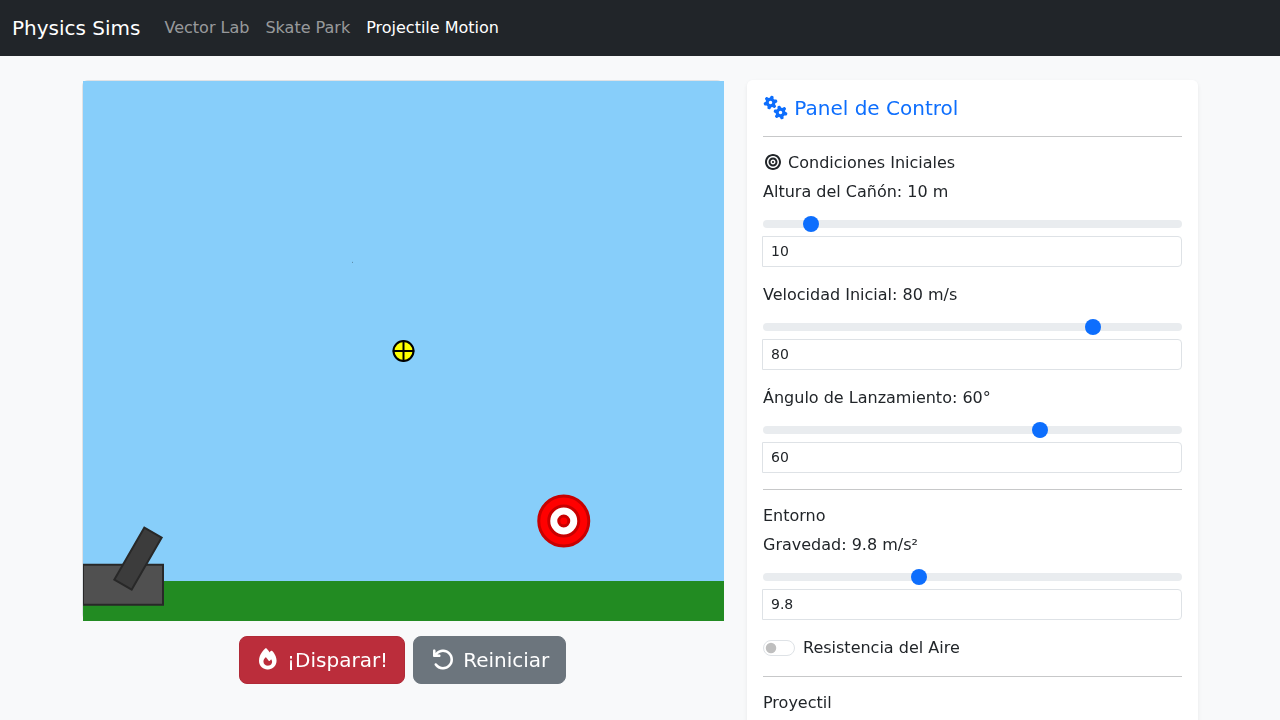 Physics Sims Vector Lab Skate Park Projectile Motion
Panel de Control
Condiciones Iniciales
Altura del Cañón: 10 m
10
Velocidad Inicial: 80 m/s
80
Ángulo de Lanzamiento: 60°
60
Entorno
Gravedad: 9.8 m/s²
9.8
Resistencia del Aire
Proyectil
¡Disparar! Reiniciar